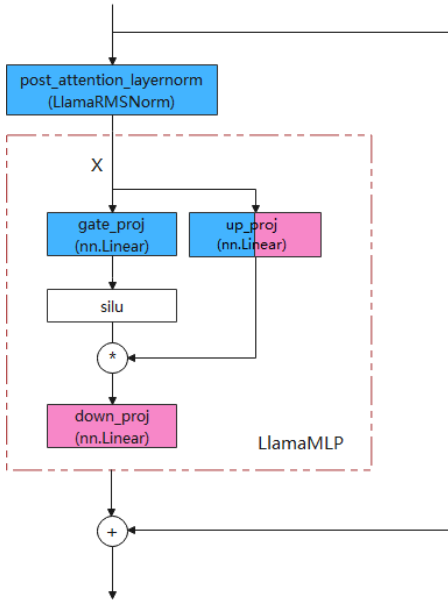 post_attention_layernorm
(LlamaRMSNorm)
X
gate_proj
(nn.Linear)
up_proj
(nn.Linear)
silu
*
down_proj
(nn.Linear)
LlamaMLP
+